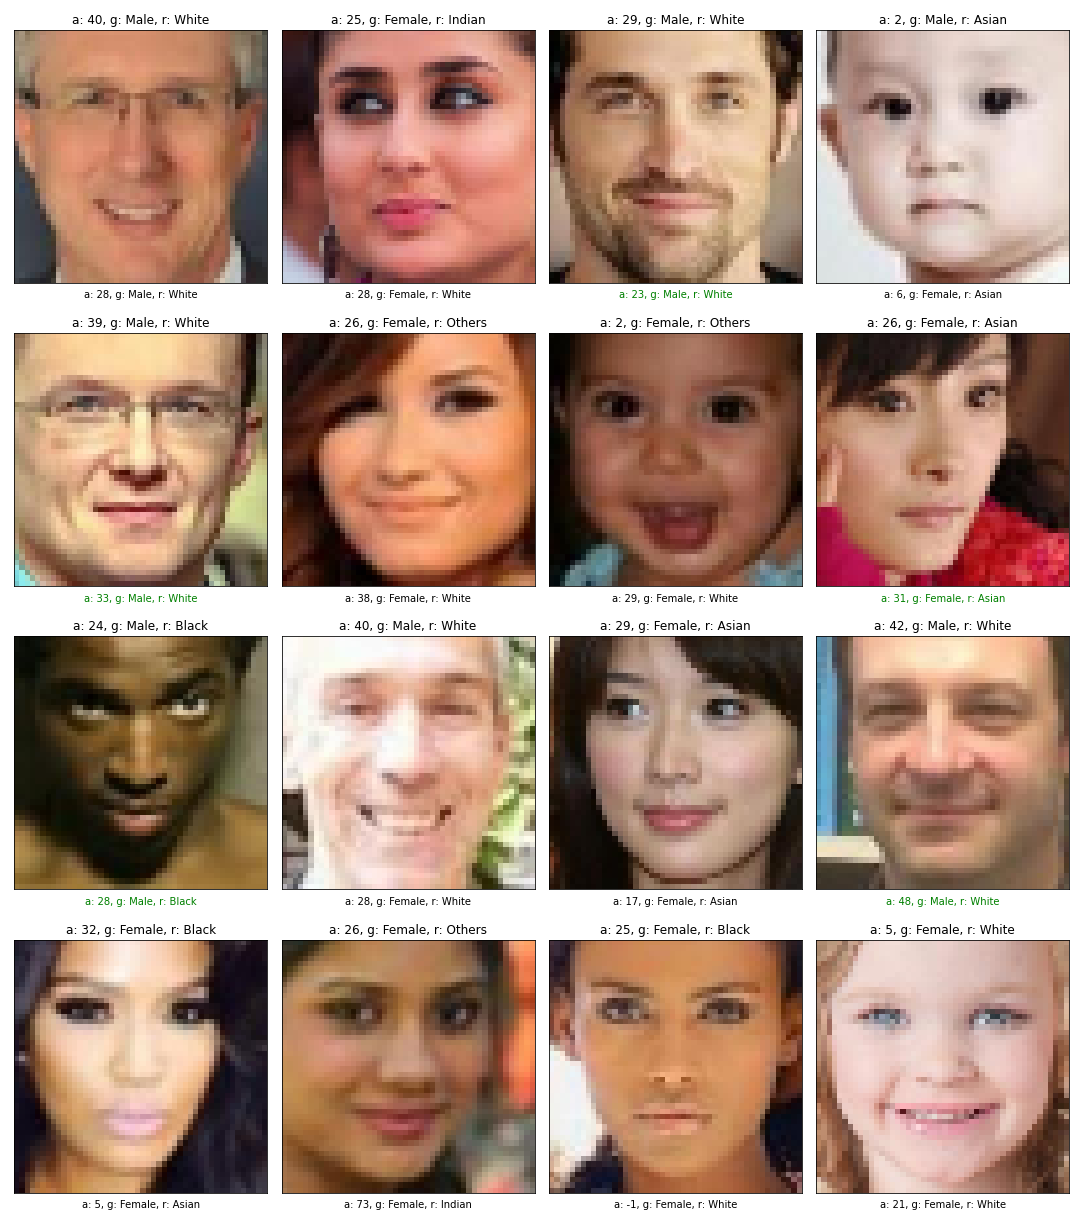 a: 40, g: Male, r: White
a: 25, g: Female, r: Indian
a: 29, g: Male, r: White
a: 2, g: Male, r: Asian
a: 28, g: Male, r: White
a: 28, g: Female, r: White
a: 23, g: Male, r: White
a: 6, g: Female, r: Asian
a: 39, g: Male, r: White
a: 26, g: Female, r: Others
a: 2, g: Female, r: Others
a: 26, g: Female, r: Asian
a: 33, g: Male, r: White
a: 38, g: Female, r: White
a: 29, g: Female, r: White
a: 31, g: Female, r: Asian
a: 24, g: Male, r: Black
a: 40, g: Male, r: White
a: 29, g: Female, r: Asian
a: 42, g: Male, r: White
a: 28, g: Male, r: Black
a: 28, g: Female, r: White
a: 17, g: Female, r: Asian
a: 48, g: Male, r: White
a: 32, g: Female, r: Black
a: 26, g: Female, r: Others
a: 25, g: Female, r: Black
a: 5, g: Female, r: White
a: 5, g: Female, r: Asian
a: 73, g: Female, r: Indian
a: -1, g: Female, r: White
a: 21, g: Female, r: White